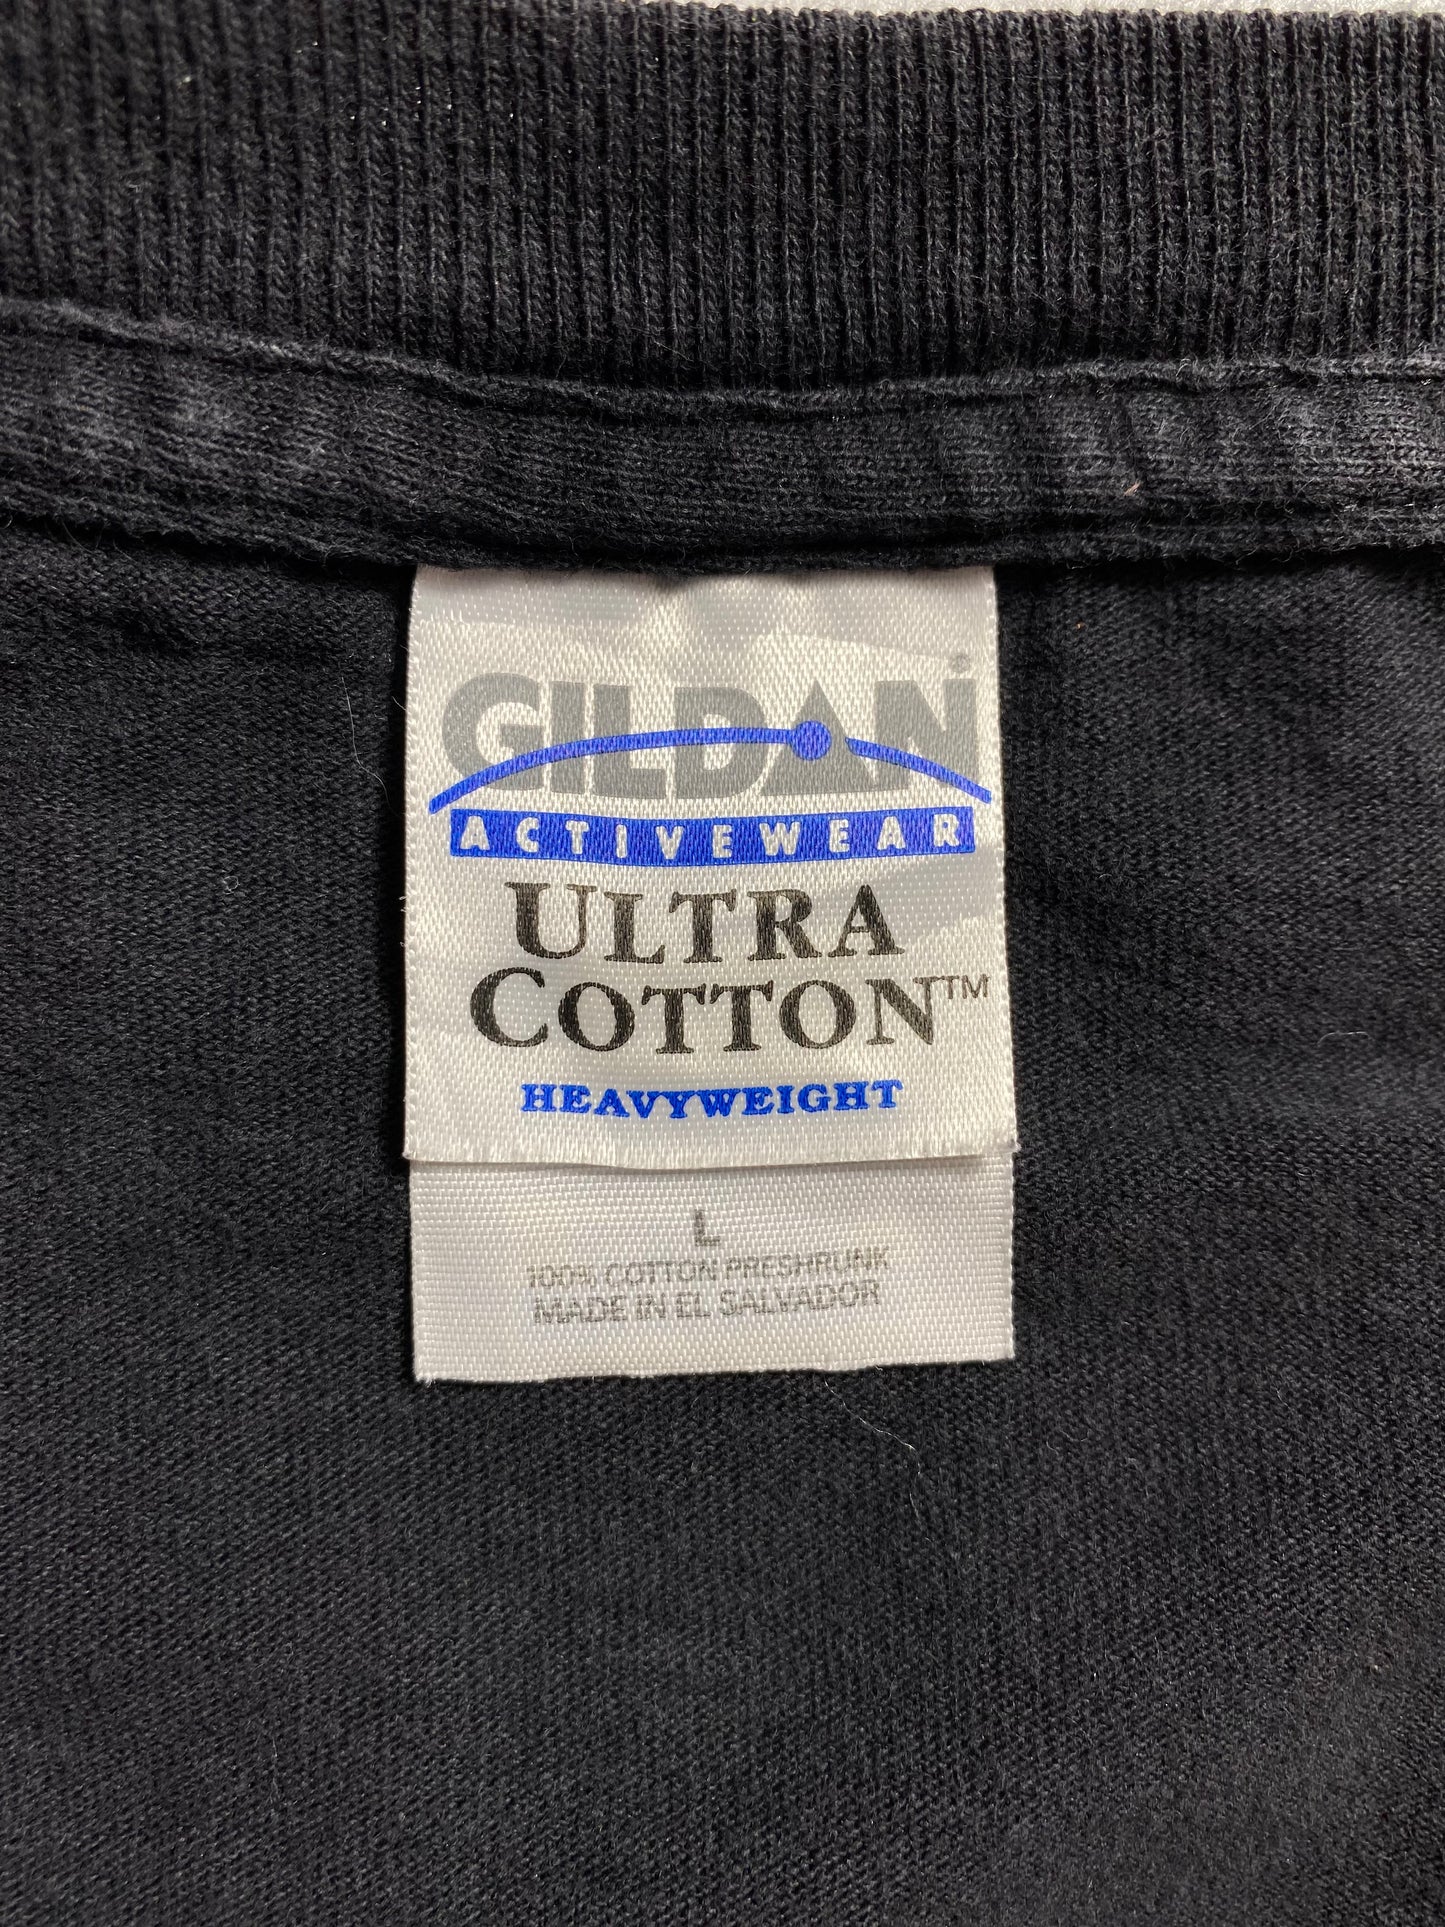 GILDAN®
ACTIVEWEAR
ULTRA
COTTON™
HEAVYWEIGHT
L
100% COTTON PRESHRUNK
MADE IN EL SALVADOR